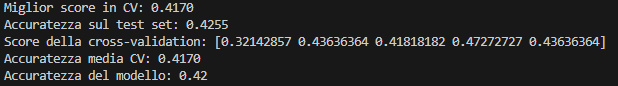 Miglior score in CV: 0.4170
Accuratezza sul test set: 0.4255
Score della cross-validation: [0.32142857 0.43636364 0.41818182 0.47272727 0.43636364]
Accuratezza media CV: 0.4170
Accuratezza del modello: 0.42